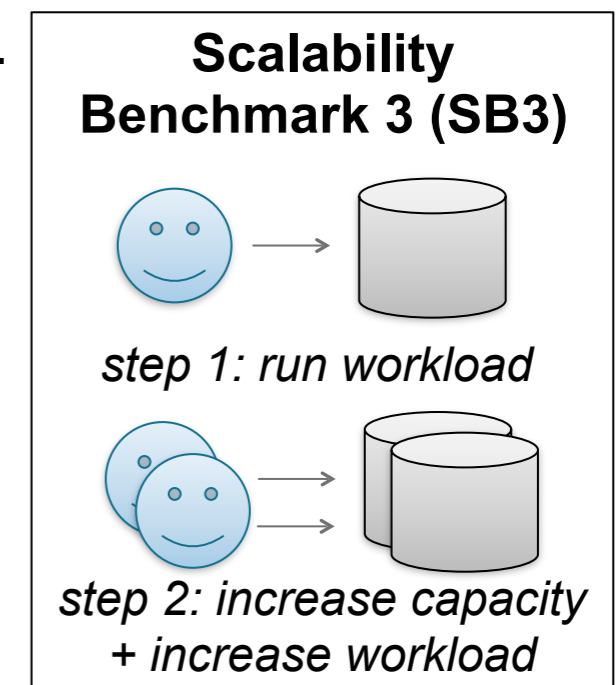 Scalability
Benchmark 3 (SB3)
step 1: run workload
step 2: increase capacity
+ increase workload